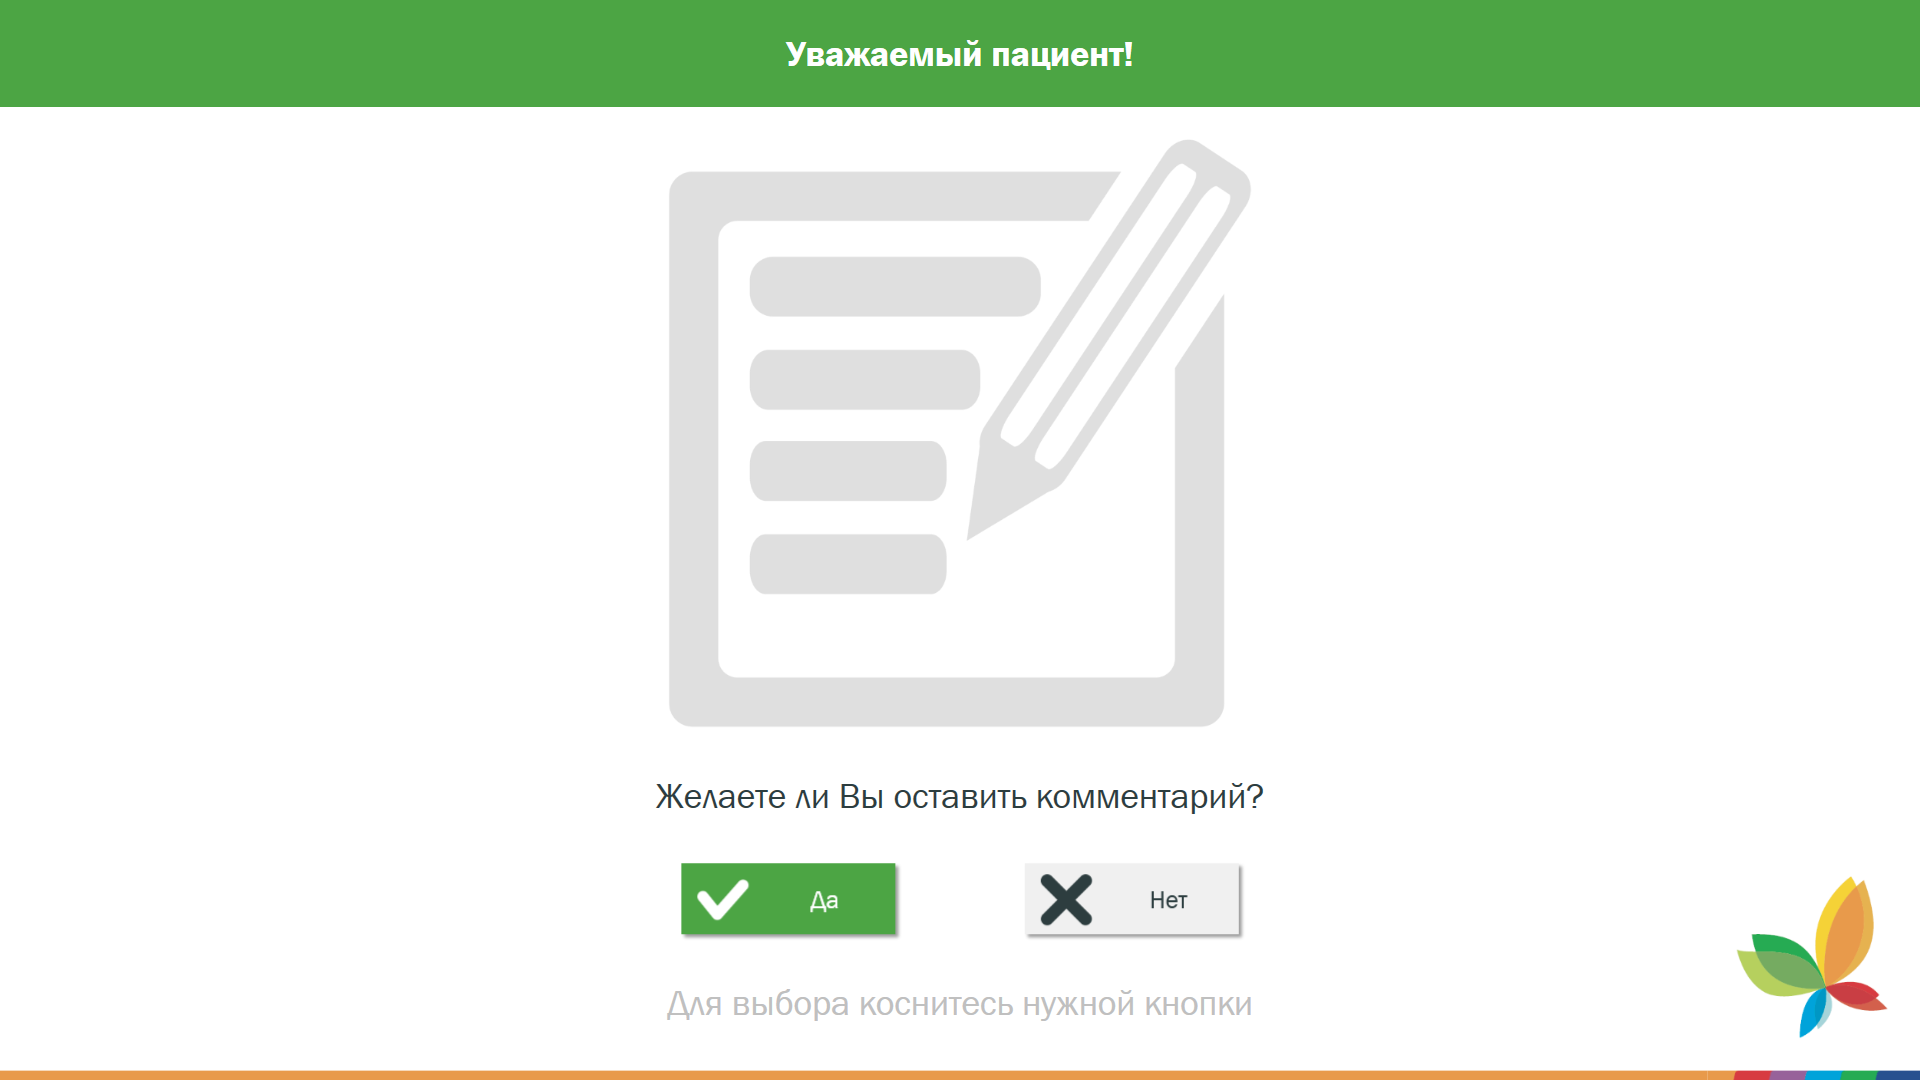 Уважаемый пациент!
Желаете ли Вы оставить комментарий?
Да
Нет
Для выбора коснитесь нужной кнопки